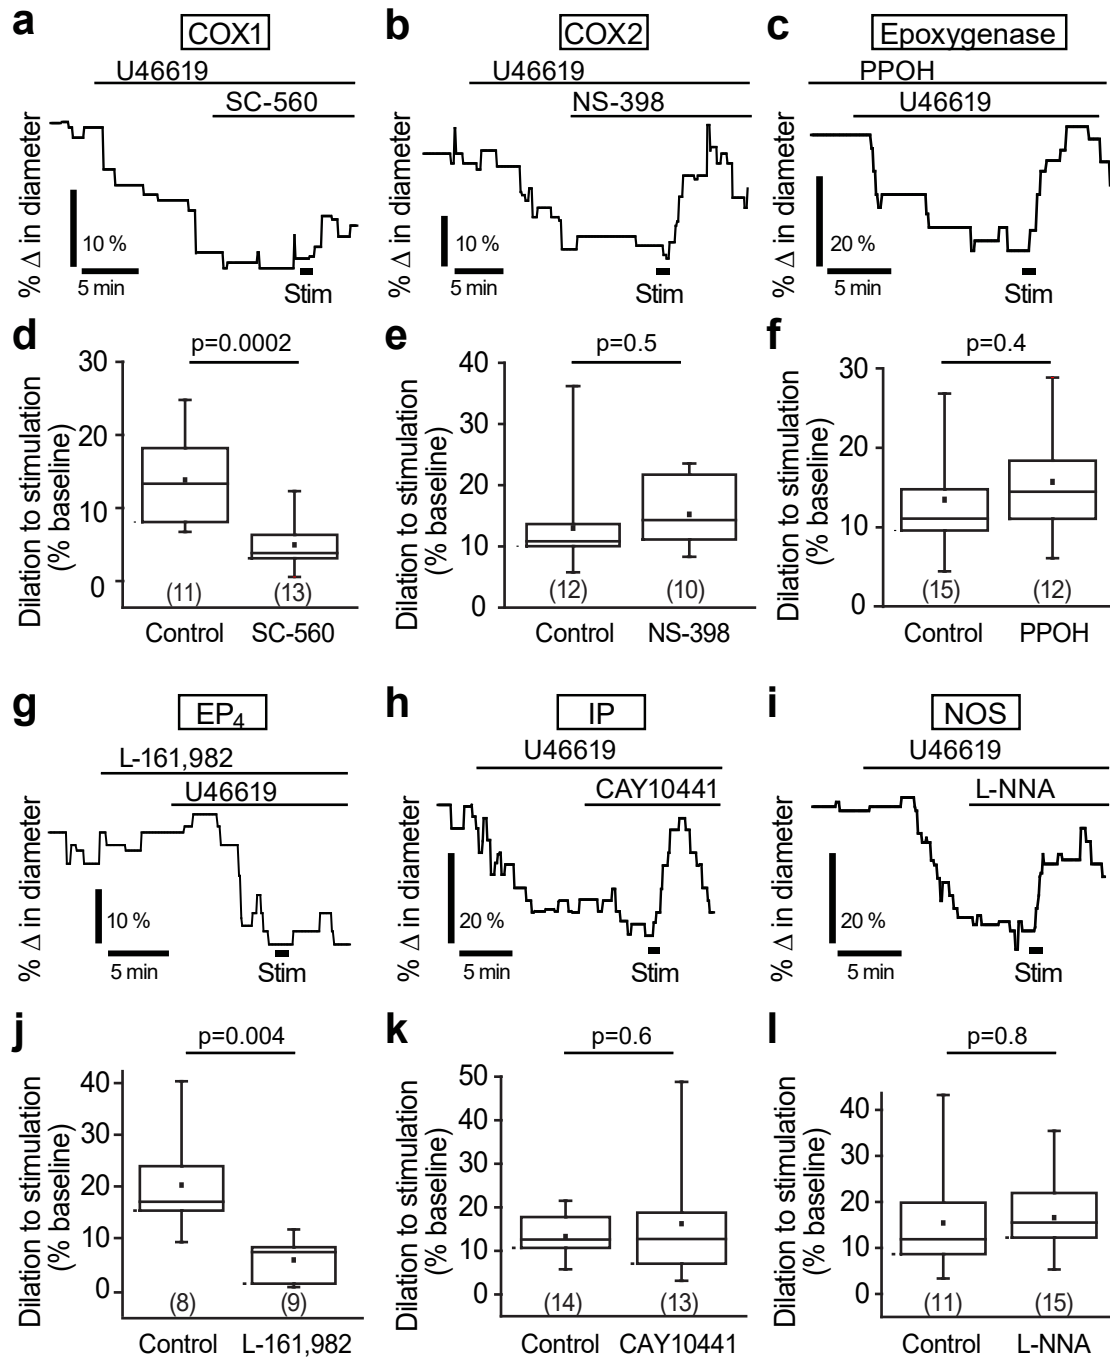 a
COX1
U46619
SC-560
% Δ in diameter
10 %
5 min
Stim
b
COX2
U46619
NS-398
% Δ in diameter
10 %
5 min
Stim
c
Epoxygenase
PPOH
U46619
% Δ in diameter
20 %
5 min
Stim
d
p=0.0002
Dilation to stimulation
(% baseline)
30
20
10
0
(11)
(13)
Control
SC-560
e
p=0.5
Dilation to stimulation
(% baseline)
40
30
20
10
0
(12)
(10)
Control
NS-398
f
p=0.4
Dilation to stimulation
(% baseline)
30
20
10
0
(15)
(12)
Control
PPOH
g
EP4
L-161,982
U46619
% Δ in diameter
10 %
5 min
Stim
h
IP
U46619
CAY10441
% Δ in diameter
20 %
5 min
Stim
i
NOS
U46619
L-NNA
% Δ in diameter
20 %
5 min
Stim
j
p=0.004
Dilation to stimulation
(% baseline)
40
30
20
10
0
(8)
(9)
Control
L-161,982
k
p=0.6
Dilation to stimulation
(% baseline)
50
40
30
20
10
0
(14)
(13)
Control
CAY10441
l
p=0.8
Dilation to stimulation
(% baseline)
40
30
20
10
0
(11)
(15)
Control
L-NNA